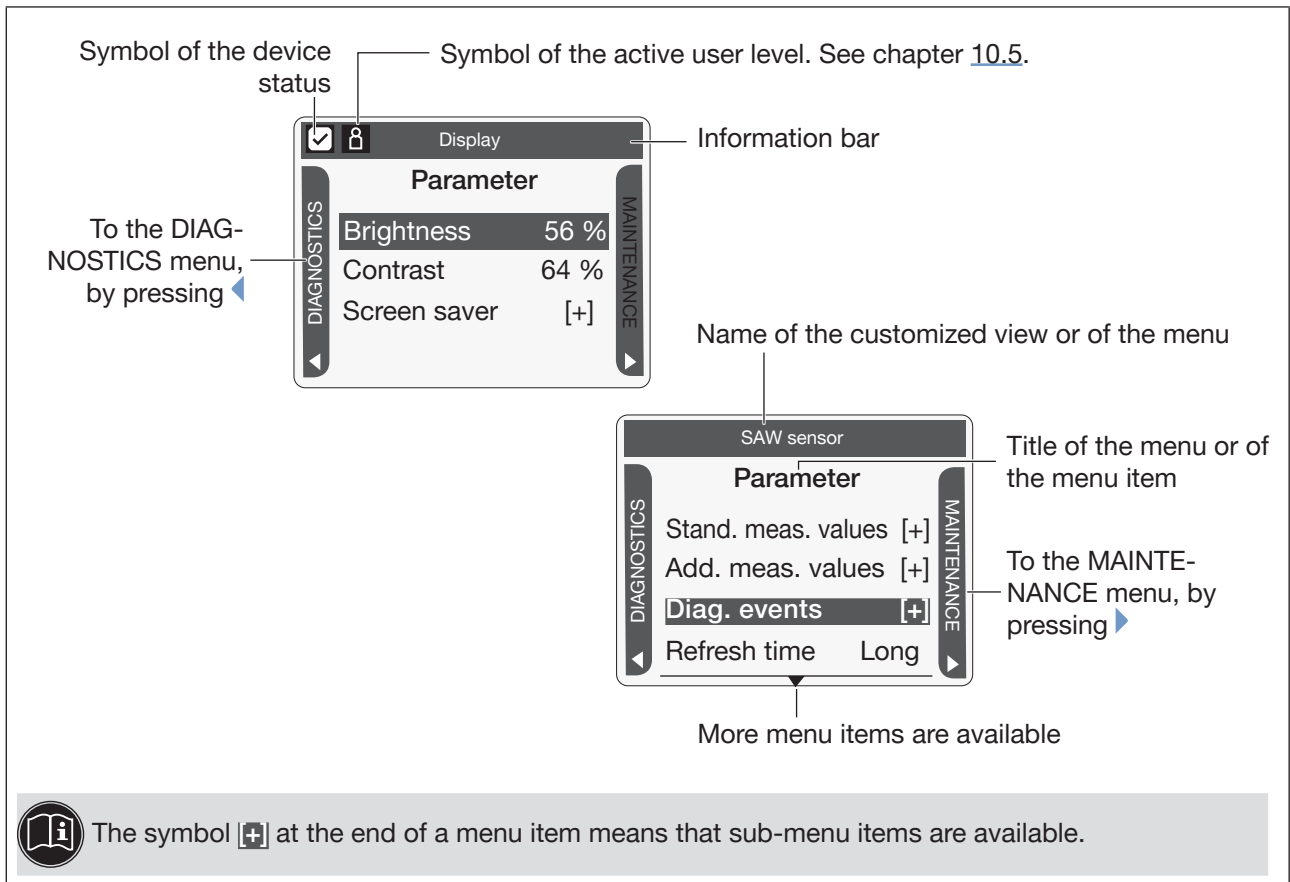 Symbol of the device
status
Symbol of the active user level. See chapter 10.5.
Display
Information bar
Parameter
DIAGNOSTICS
MAINTENANCE
Brightness 56 %
Contrast 64 %
Screen saver [+]
To the DIAG-
NOSTICS menu,
by pressing
Name of the customized view or of the menu
SAW sensor
Parameter
Title of the menu or of
the menu item
DIAGNOSTICS
MAINTENANCE
Stand. meas. values [+]
Add. meas. values [+]
Diag. events [+]
Refresh time Long
To the MAINTE-
NANCE menu, by
pressing
More menu items are available
The symbol [+] at the end of a menu item means that sub-menu items are available.